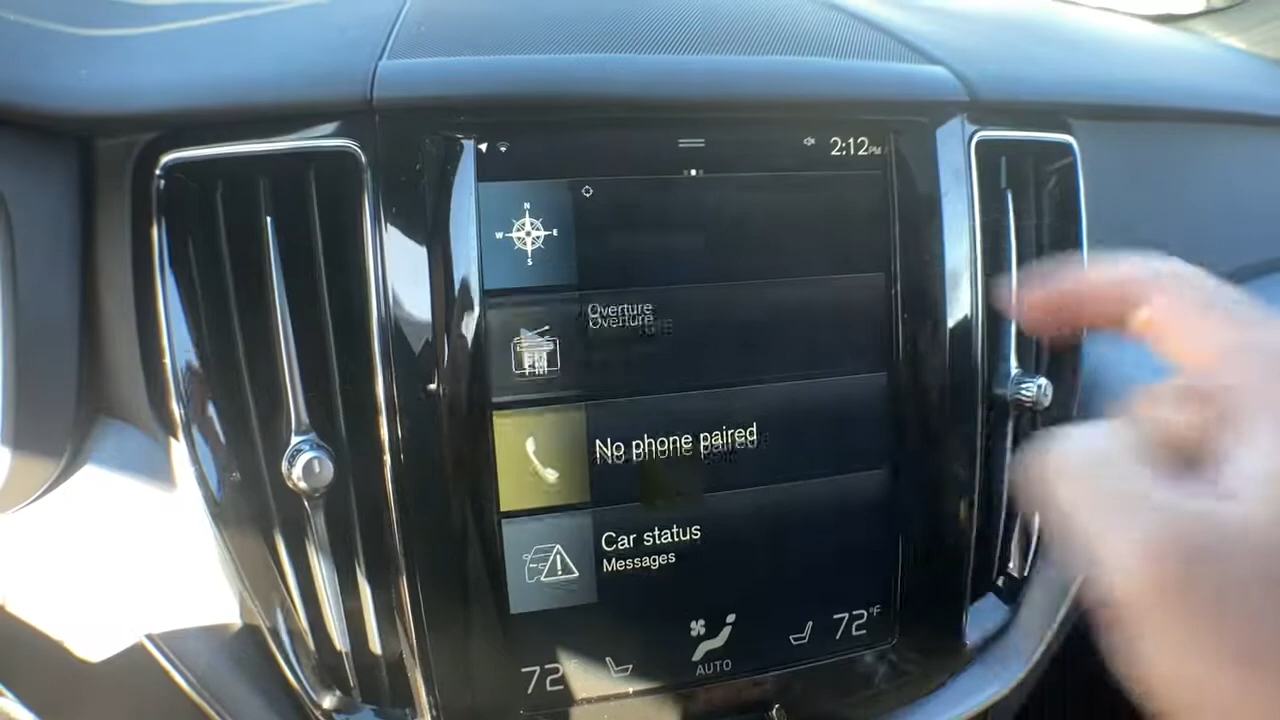 2:12PM
N
W E
S
Overture
FM
No phone paired
Car status
Messages
72°F
AUTO
72°F